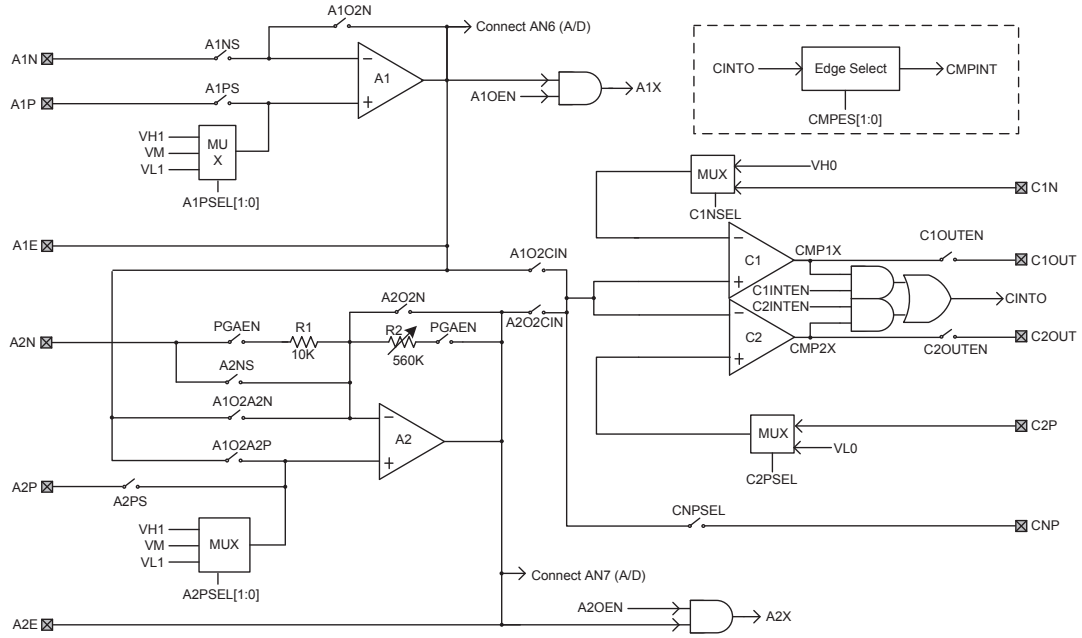 A1O2N
Connect AN6 (A/D)
A1N
A1NS
A1
A1P
A1PS
A1OEN
A1X
VH1
VM
VL1
MU
X
A1PSEL[1:0]
CINTO
Edge Select
CMPINT
CMPES[1:0]
MUX
VH0
C1N
C1NSEL
A1E
A1O2CIN
C1
CMP1X
C1OUTEN
C1OUT
C1INTEN
C2INTEN
CINTO
A2O2N
A2O2CIN
A2N
PGAEN
R1
10K
R2
560K
PGAEN
C2
CMP2X
C2OUTEN
C2OUT
A2NS
A1O2A2N
A2
A1O2A2P
MUX
C2P
VL0
C2PSEL
A2P
A2PS
VH1
VM
VL1
MUX
A2PSEL[1:0]
CNPSEL
CNP
Connect AN7 (A/D)
A2OEN
A2X
A2E